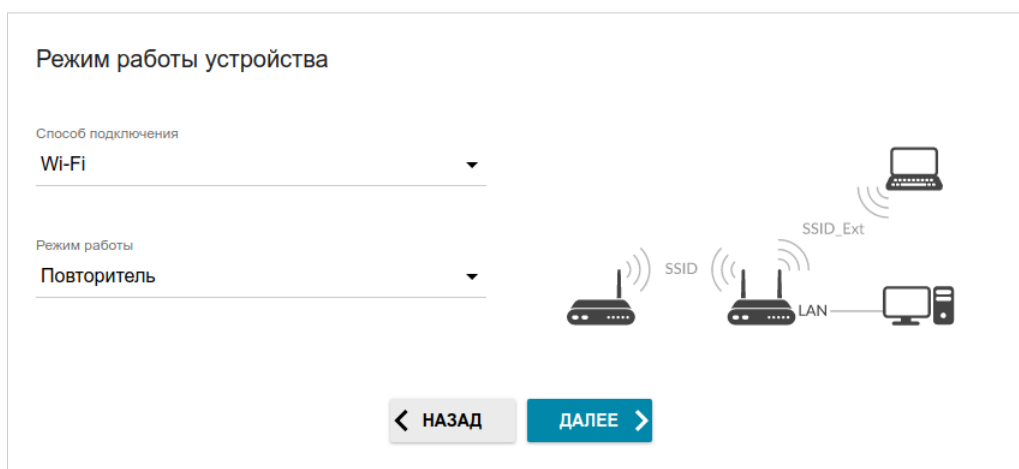 Режим работы устройства
Способ подключения
Wi-Fi
Режим работы
Повторитель
SSID
SSID_Ext
LAN
НАЗАД
ДАЛЕЕ